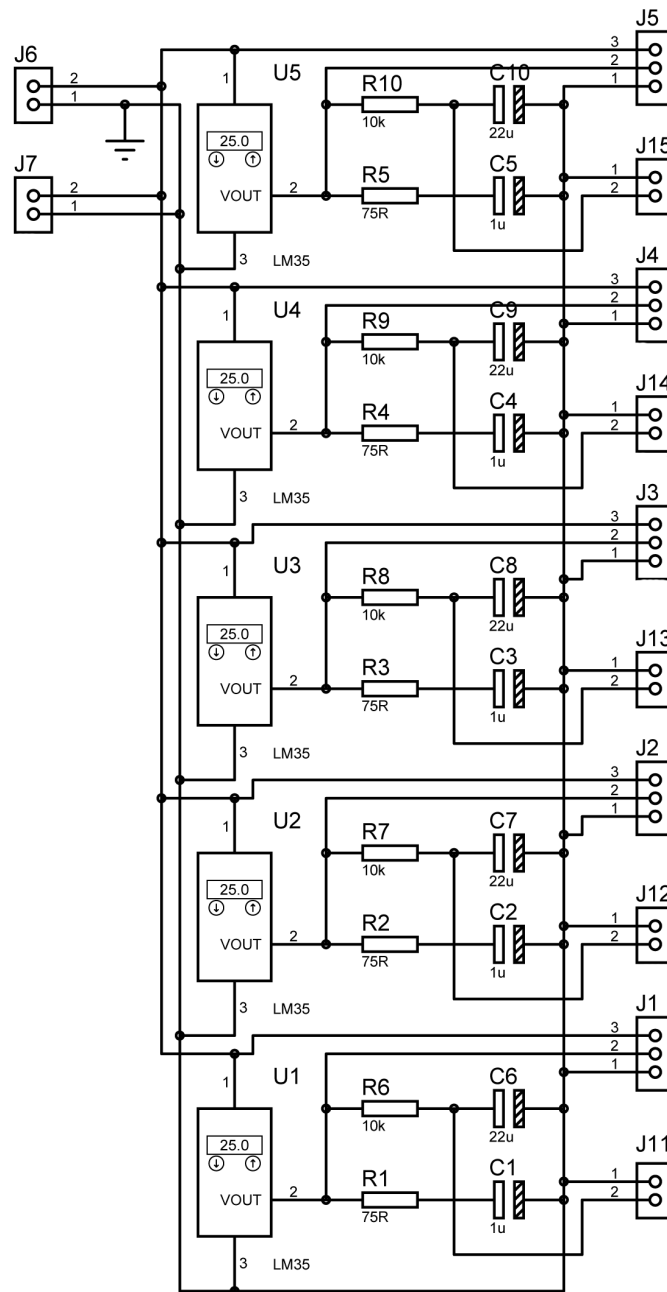 J6
2
1
J7
2
1
1
U5
25.0
VOUT
2
3
LM35
R10
10k
C10
22u
R5
75R
C5
1u
J5
3
2
1
J15
1
2
1
U4
25.0
VOUT
2
3
LM35
R9
10k
C9
22u
R4
75R
C4
1u
J4
3
2
1
J14
1
2
1
U3
25.0
VOUT
2
3
LM35
R8
10k
C8
22u
R3
75R
C3
1u
J3
3
2
1
J13
1
2
1
U2
25.0
VOUT
2
3
LM35
R7
10k
C7
22u
R2
75R
C2
1u
J2
3
2
1
J12
1
2
1
U1
25.0
VOUT
2
3
LM35
R6
10k
C6
22u
R1
75R
C1
1u
J1
3
2
1
J11
1
2